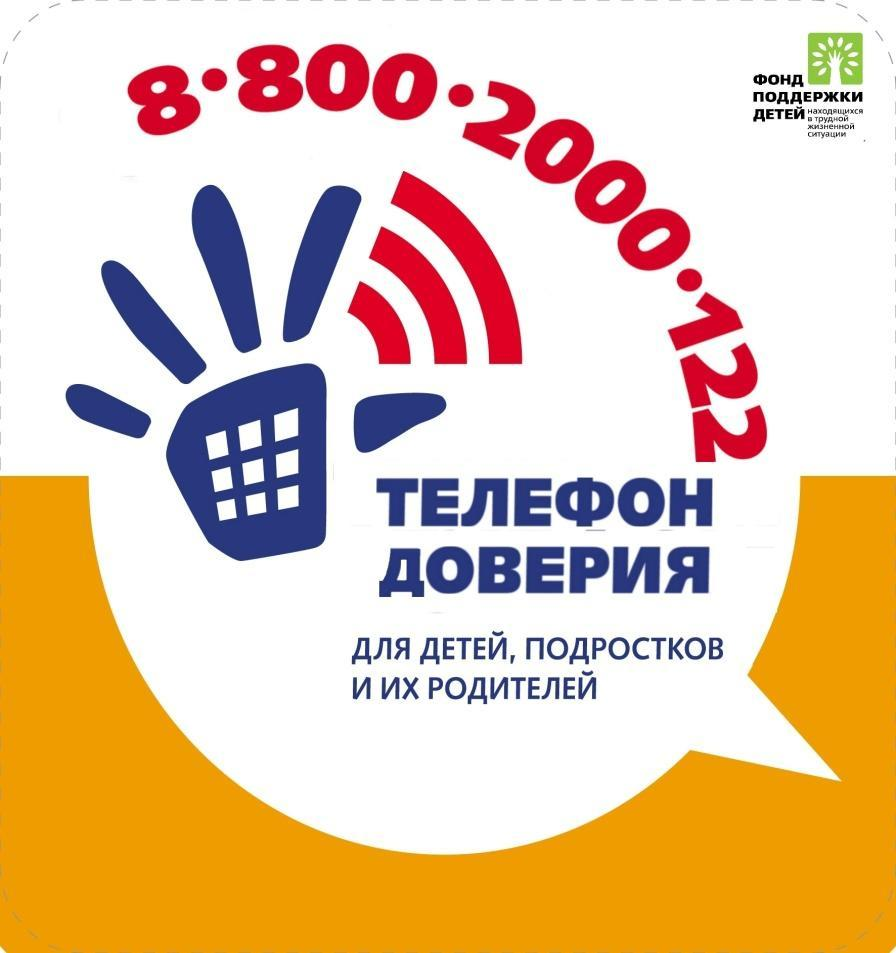 8·800·2000·122
ФОНД
ПОДДЕРЖКИ
ДЕТЕЙ
находящихся
в трудной
жизненной
ситуации
ТЕЛЕФОН
ДОВЕРИЯ
ДЛЯ ДЕТЕЙ, ПОДРОСТКОВ
И ИХ РОДИТЕЛЕЙ